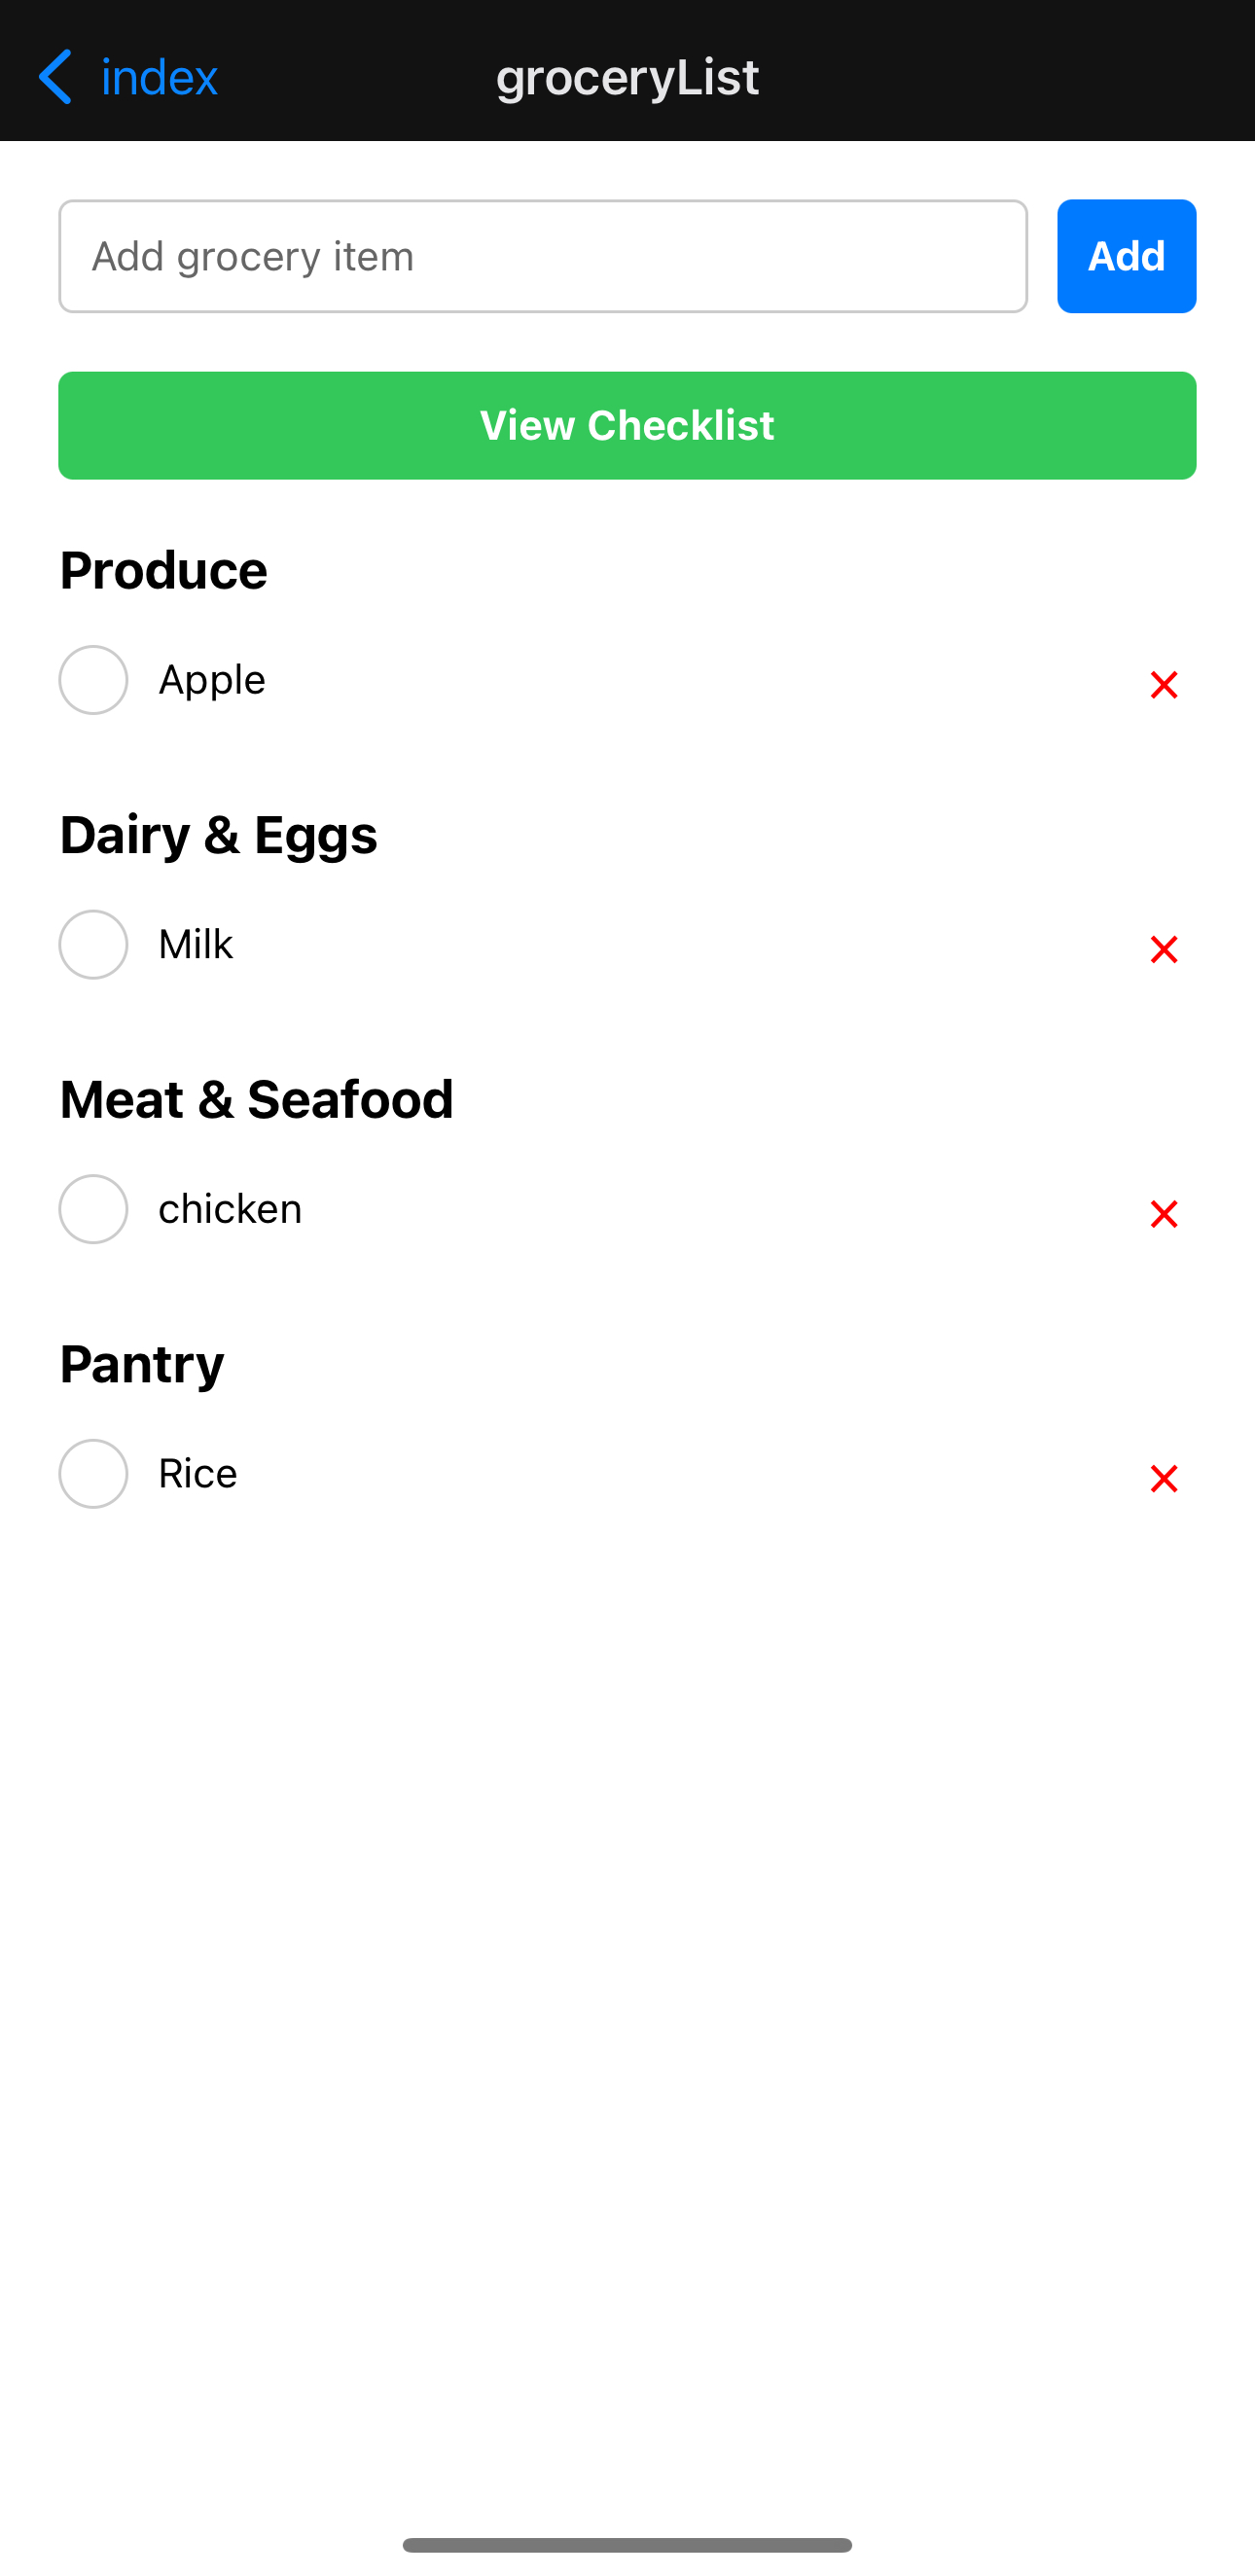 index
groceryList
Add grocery item
Add
View Checklist
Produce
Apple
Dairy & Eggs
Milk
Meat & Seafood
chicken
Pantry
Rice